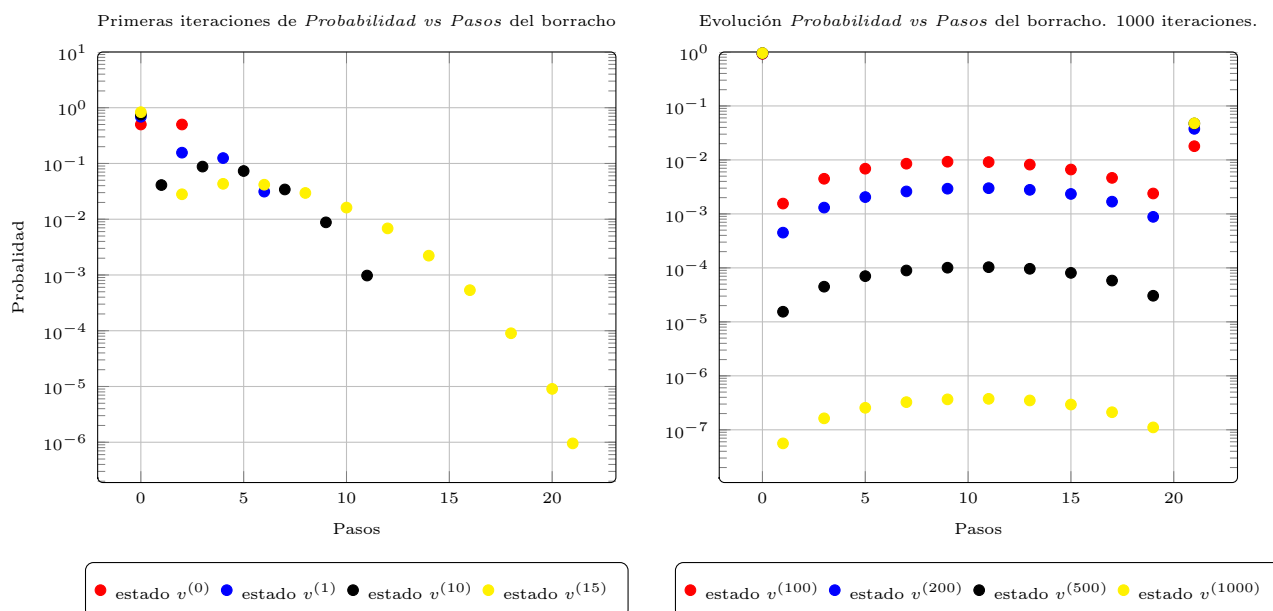 Primeras iteraciones de Probabilidad vs Pasos del borracho
10^1
10^0
10^−1
10^−2
10^−3
10^−4
10^−5
10^−6
0 5 10 15 20
Probalidad
Pasos
estado v^(0) estado v^(1) estado v^(10) estado v^(15)
Evolución Probabilidad vs Pasos del borracho. 1000 iteraciones.
10^0
10^−1
10^−2
10^−3
10^−4
10^−5
10^−6
10^−7
0 5 10 15 20
Pasos
estado v^(100) estado v^(200) estado v^(500) estado v^(1000)